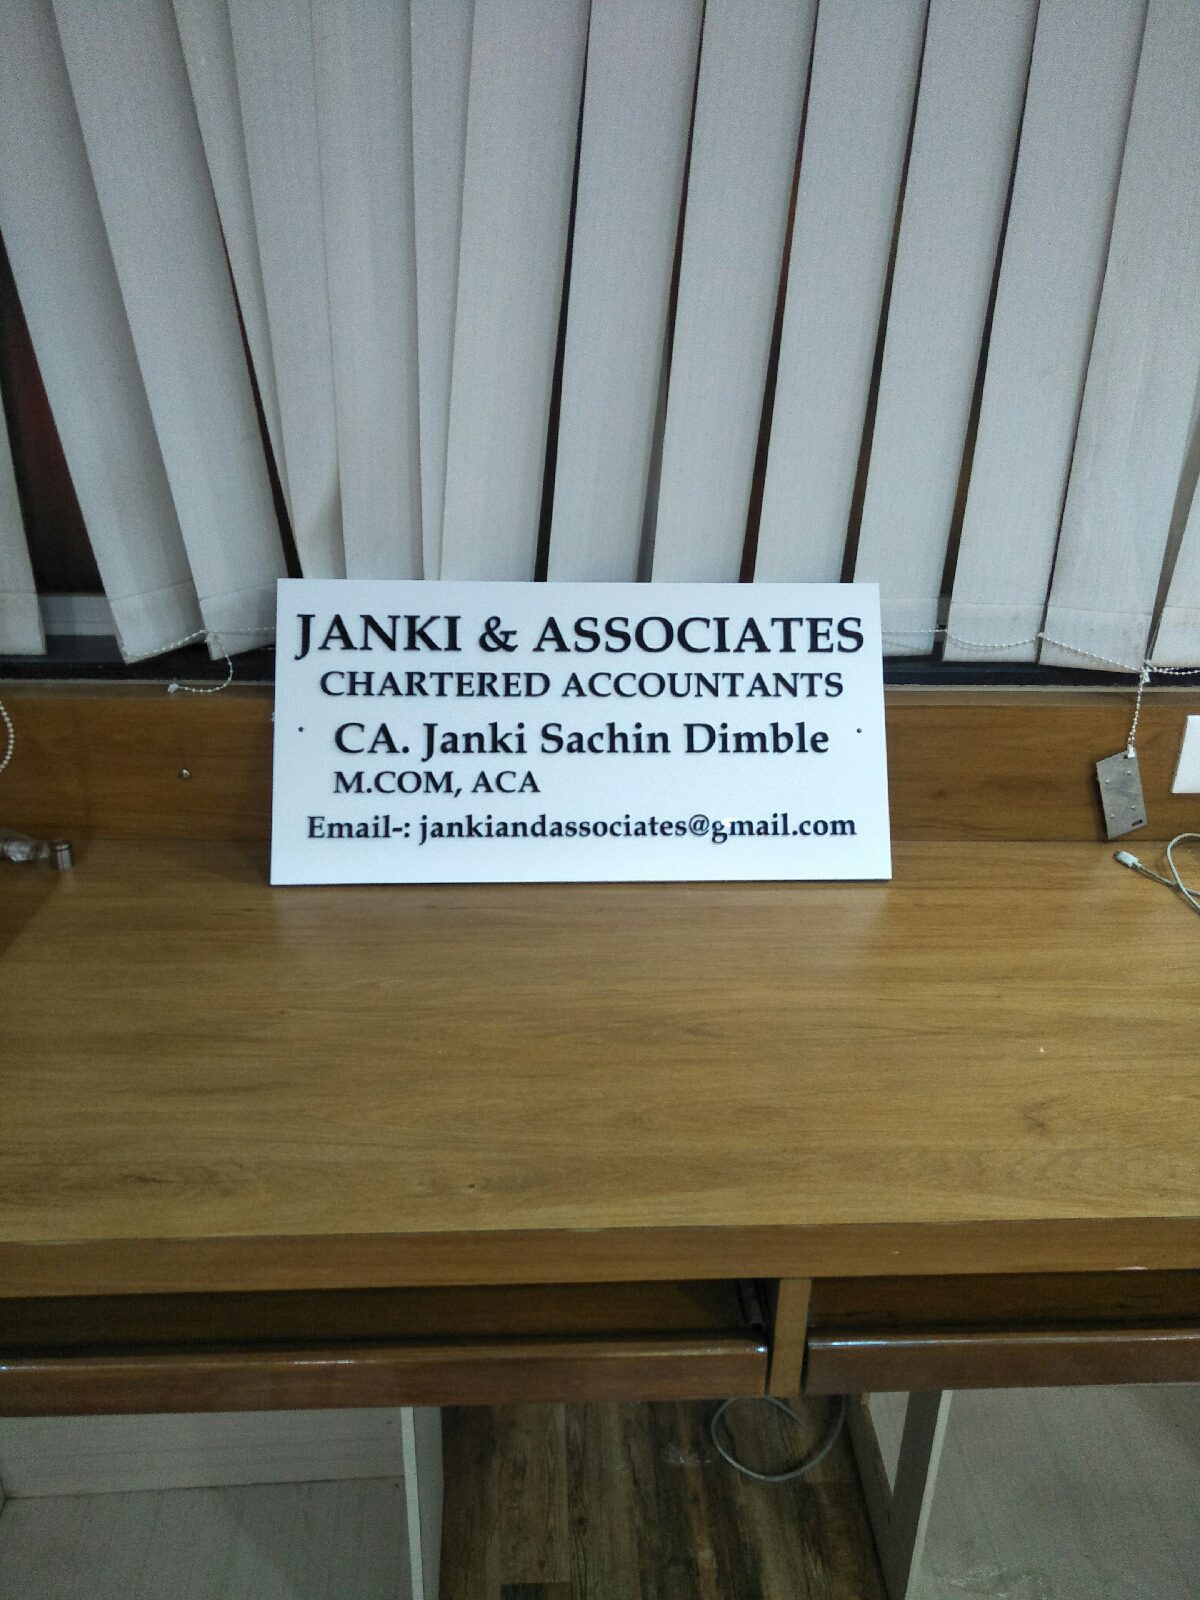 JANKI & ASSOCIATES
CHARTERED ACCOUNTANTS
CA. Janki Sachin Dimble
M.COM, ACA
Email-: jankiandassociates@gmail.com